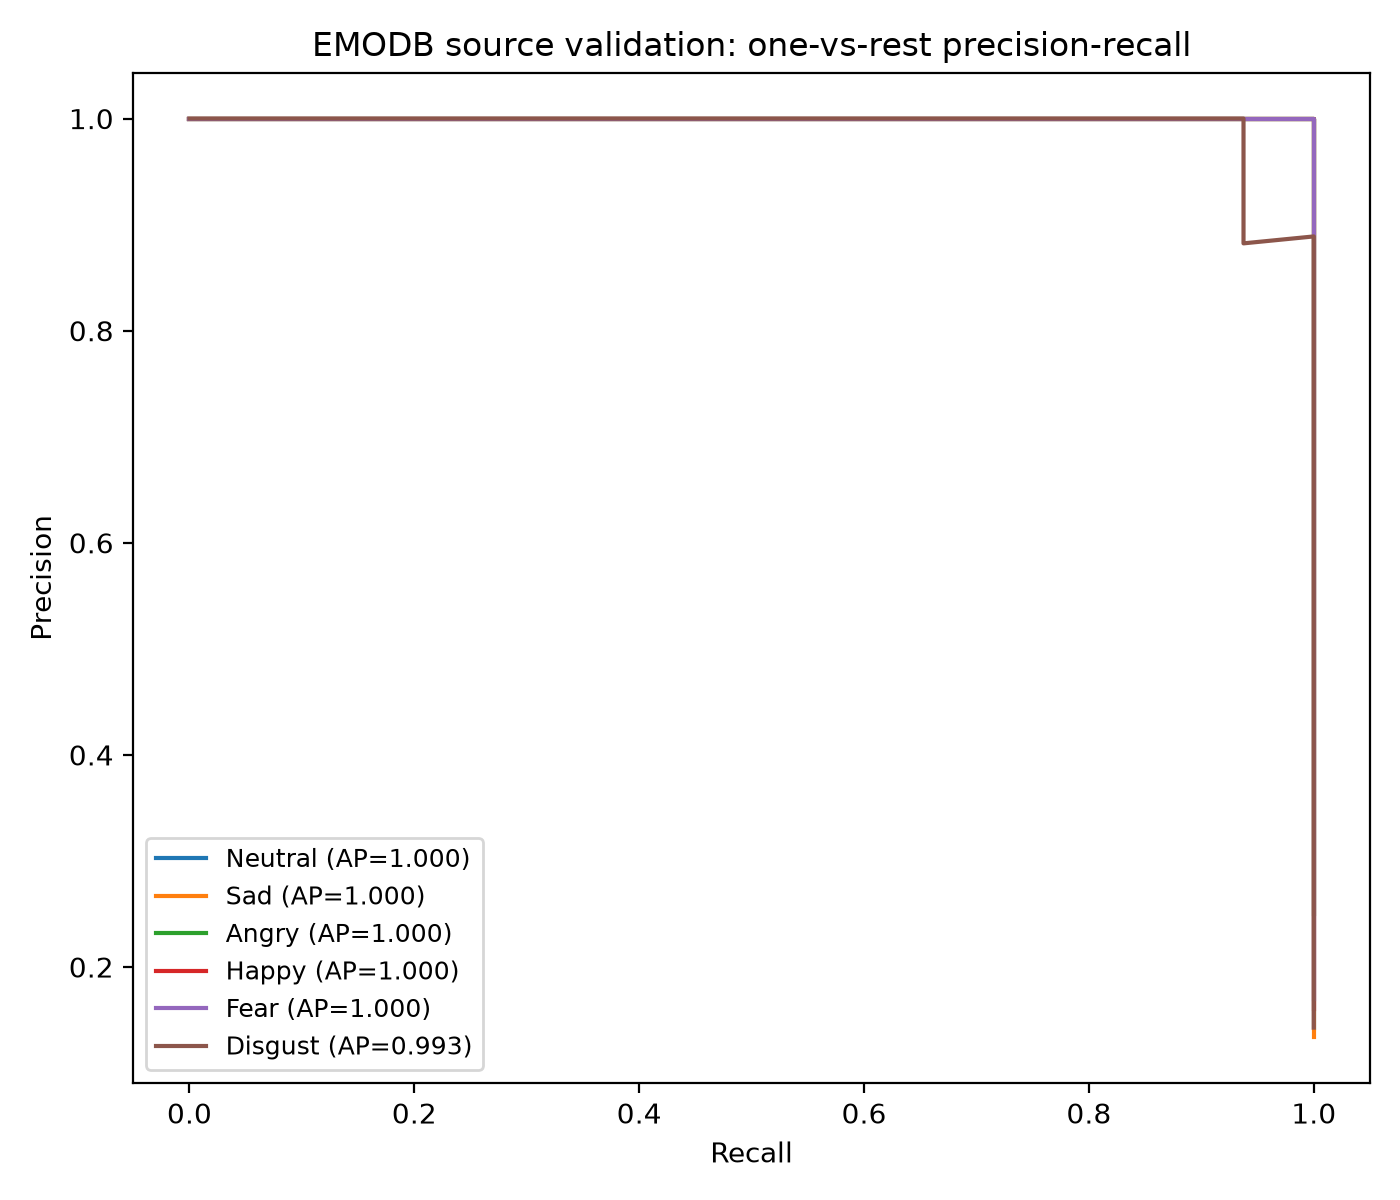 EMODB source validation: one-vs-rest precision-recall
1.0
0.8
0.6
0.4
0.2
Precision
Neutral (AP=1.000)
Sad (AP=1.000)
Angry (AP=1.000)
Happy (AP=1.000)
Fear (AP=1.000)
Disgust (AP=0.993)
0.0 0.2 0.4 0.6 0.8 1.0
Recall